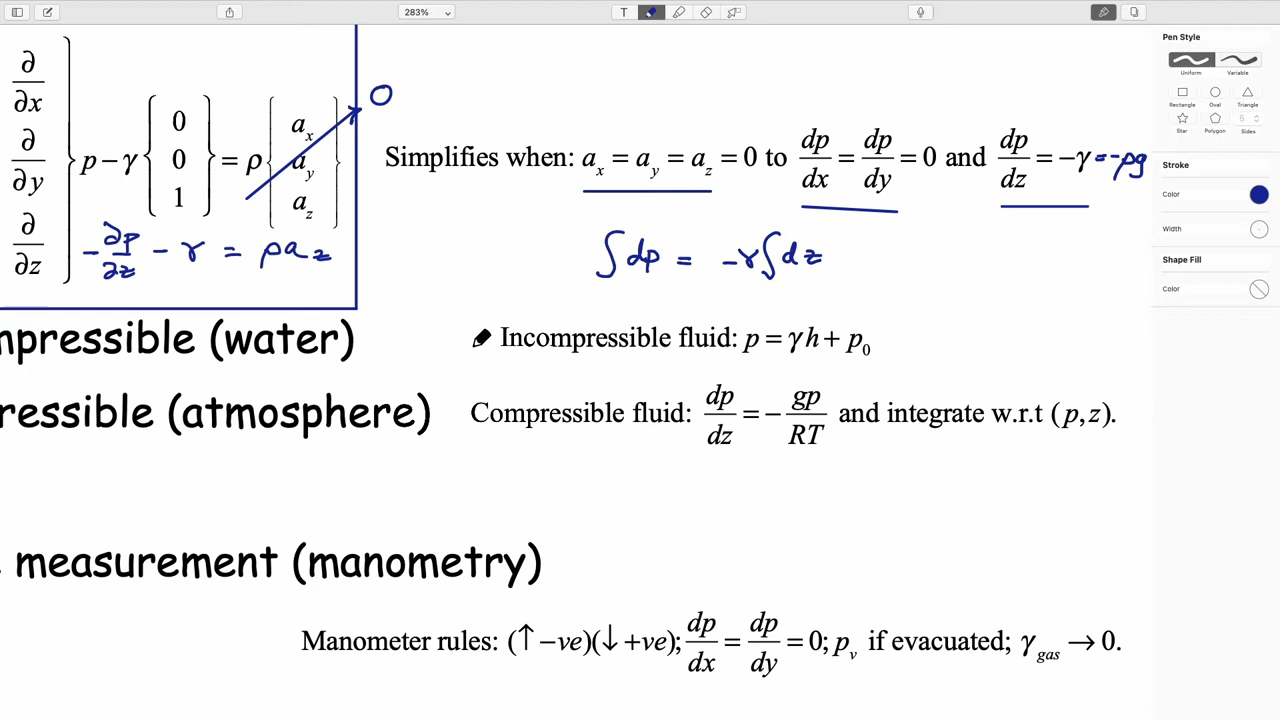 283%
T
Pen Style
Uniform Variable
Rectangle Oval Triangle
Star Polygon 5 Sides
Stroke
Color
Width
Shape Fill
Color
∂/∂x
∂/∂y
∂/∂z
} p − γ { 0 0 1 } = ρ { a_x a_y a_z }
0
Simplifies when: a_x = a_y = a_z = 0 to dp/dx = dp/dy = 0 and dp/dz = −γ = −ρg
−∂p/∂z − γ = ρa_z
∫dp = −γ∫dz
mpressible (water)
Incompressible fluid: p = γh + p_0
ressible (atmosphere)
Compressible fluid: dp/dz = − gp/RT and integrate w.r.t (p,z).
measurement (manometry)
Manometer rules: (↑ −ve)(↓ +ve); dp/dx = dp/dy = 0; p_v if evacuated; γ_gas → 0.